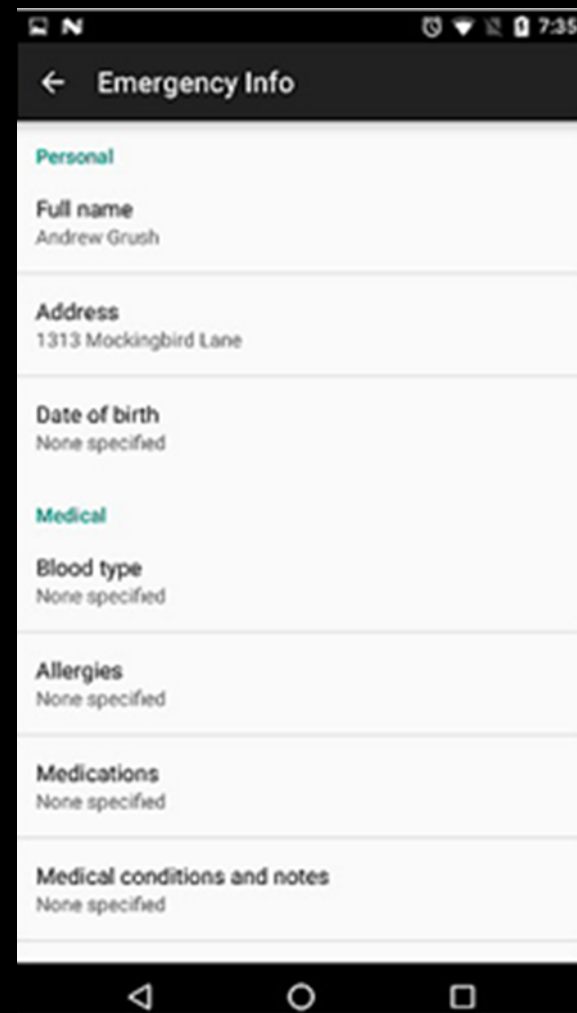 7:35
Emergency Info
Personal
Full name
Andrew Grush
Address
1313 Mockingbird Lane
Date of birth
None specified
Medical
Blood type
None specified
Allergies
None specified
Medications
None specified
Medical conditions and notes
None specified